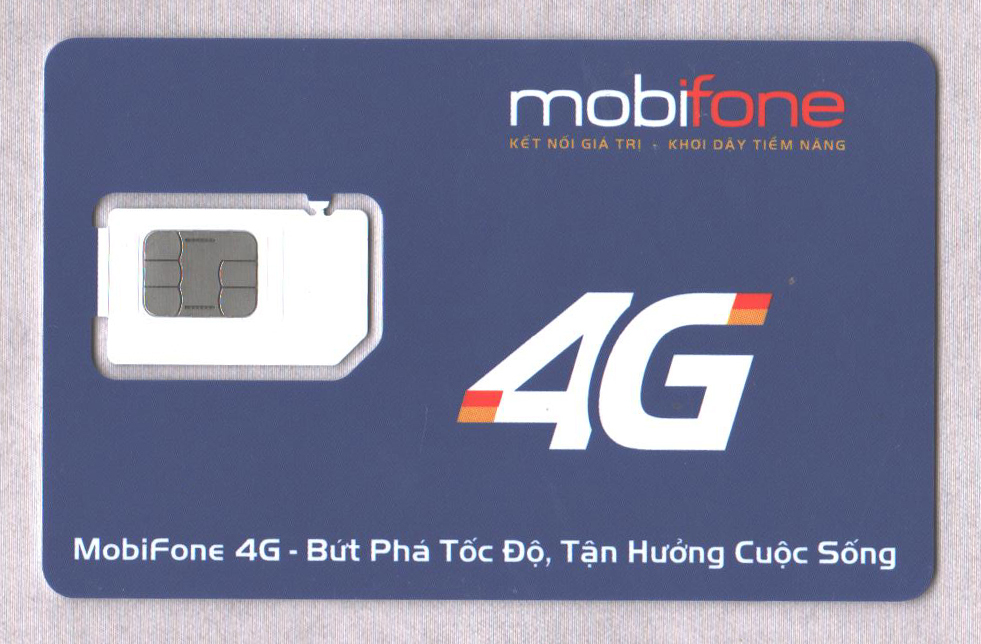 mobifone
KẾT NỐI GIÁ TRỊ - KHƠI DẬY TIỀM NĂNG
4G
MobiFone 4G - Bứt Phá Tốc Độ, Tận Hưởng Cuộc Sống